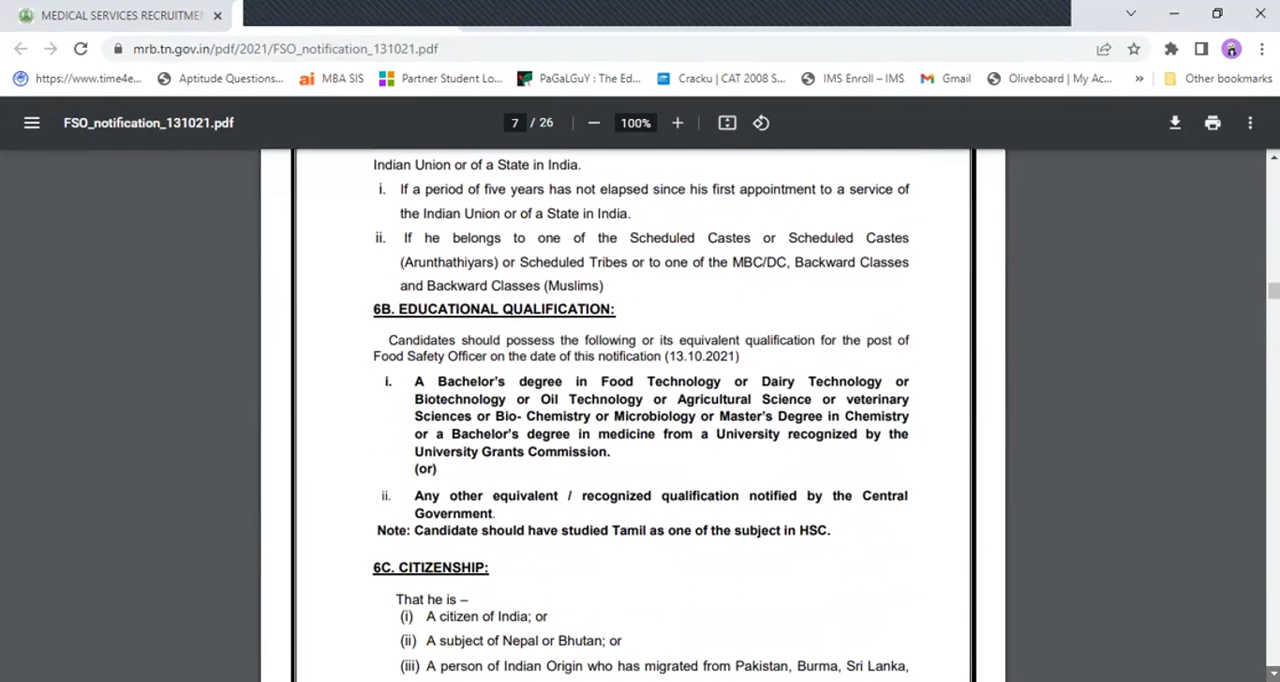 MEDICAL SERVICES RECRUITME
mrb.tn.gov.in/pdf/2021/FSO_notification_131021.pdf
https://www.time4e... Aptitude Questions... ai MBA SIS Partner Student Lo... PaGaLGuY : The Ed... Cracku | CAT 2008 S... IMS Enroll – IMS Gmail Oliveboard | My Ac... » Other bookmarks
FSO_notification_131021.pdf 7 / 26 100%
Indian Union or of a State in India.
i. If a period of five years has not elapsed since his first appointment to a service of
the Indian Union or of a State in India.
ii. If he belongs to one of the Scheduled Castes or Scheduled Castes
(Arunthathiyars) or Scheduled Tribes or to one of the MBC/DC, Backward Classes
and Backward Classes (Muslims)
6B. EDUCATIONAL QUALIFICATION:
Candidates should possess the following or its equivalent qualification for the post of
Food Safety Officer on the date of this notification (13.10.2021)
i. A Bachelor's degree in Food Technology or Dairy Technology or
Biotechnology or Oil Technology or Agricultural Science or veterinary
Sciences or Bio- Chemistry or Microbiology or Master's Degree in Chemistry
or a Bachelor's degree in medicine from a University recognized by the
University Grants Commission.
(or)
ii. Any other equivalent / recognized qualification notified by the Central
Government.
Note: Candidate should have studied Tamil as one of the subject in HSC.
6C. CITIZENSHIP:
That he is –
(i) A citizen of India; or
(ii) A subject of Nepal or Bhutan; or
(iii) A person of Indian Origin who has migrated from Pakistan, Burma, Sri Lanka,